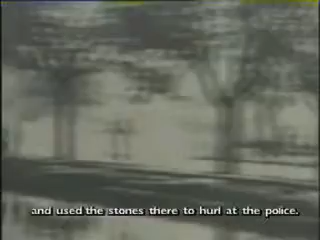 and used the stones there to hurl at the police.